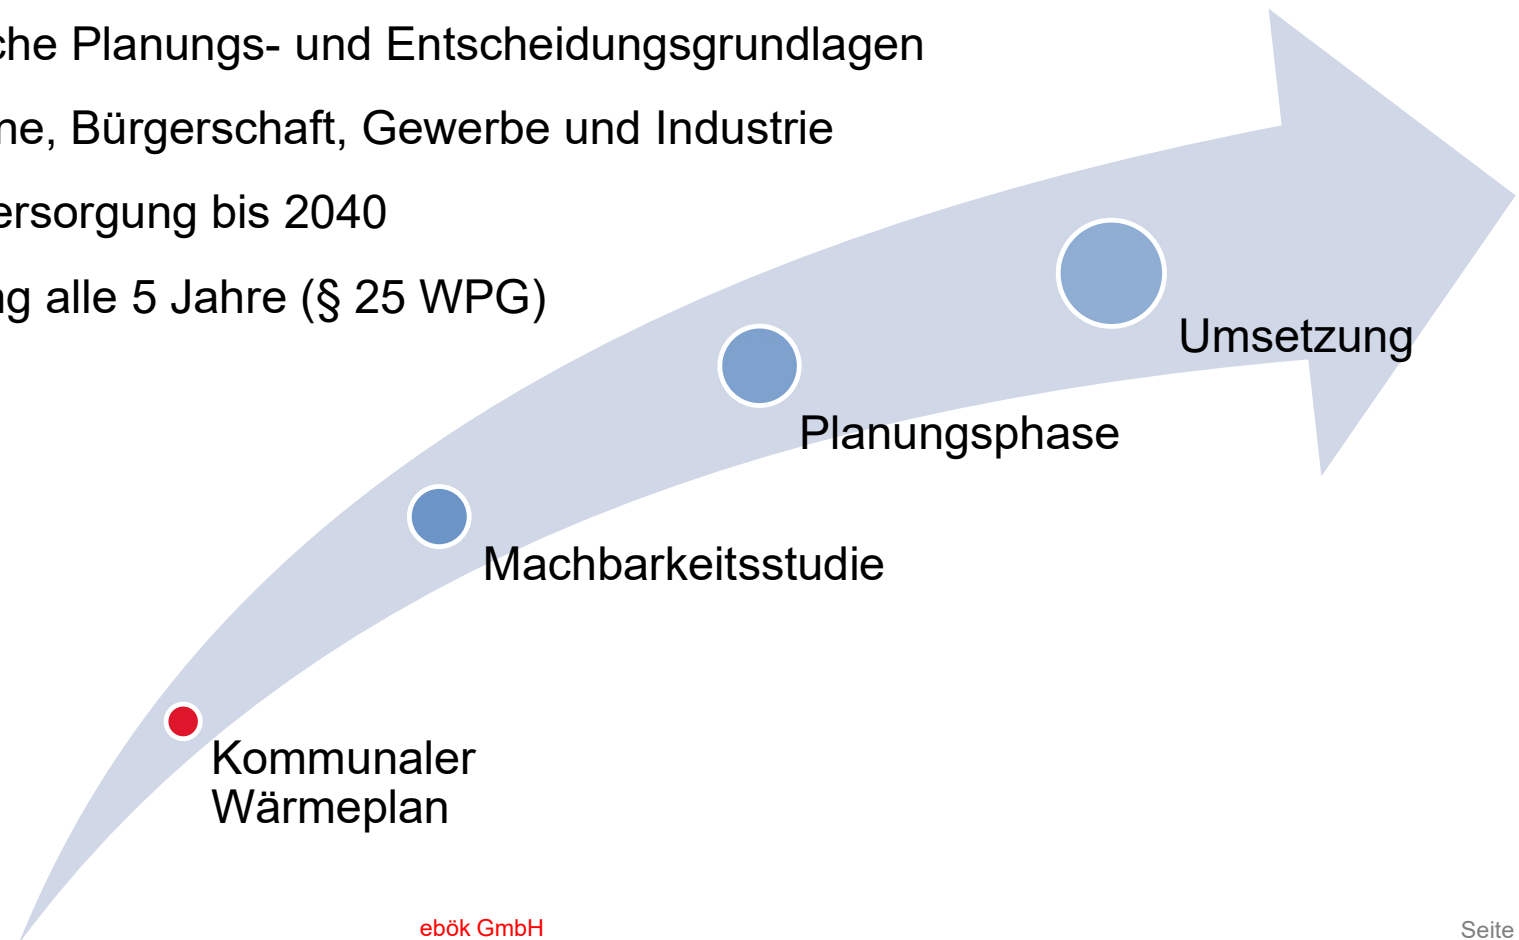 che Planungs- und Entscheidungsgrundlagen
ne, Bürgerschaft, Gewerbe und Industrie
ersorgung bis 2040
ng alle 5 Jahre (§ 25 WPG)
Umsetzung
Planungsphase
Machbarkeitsstudie
Kommunaler
Wärmeplan
ebök GmbH
Seite